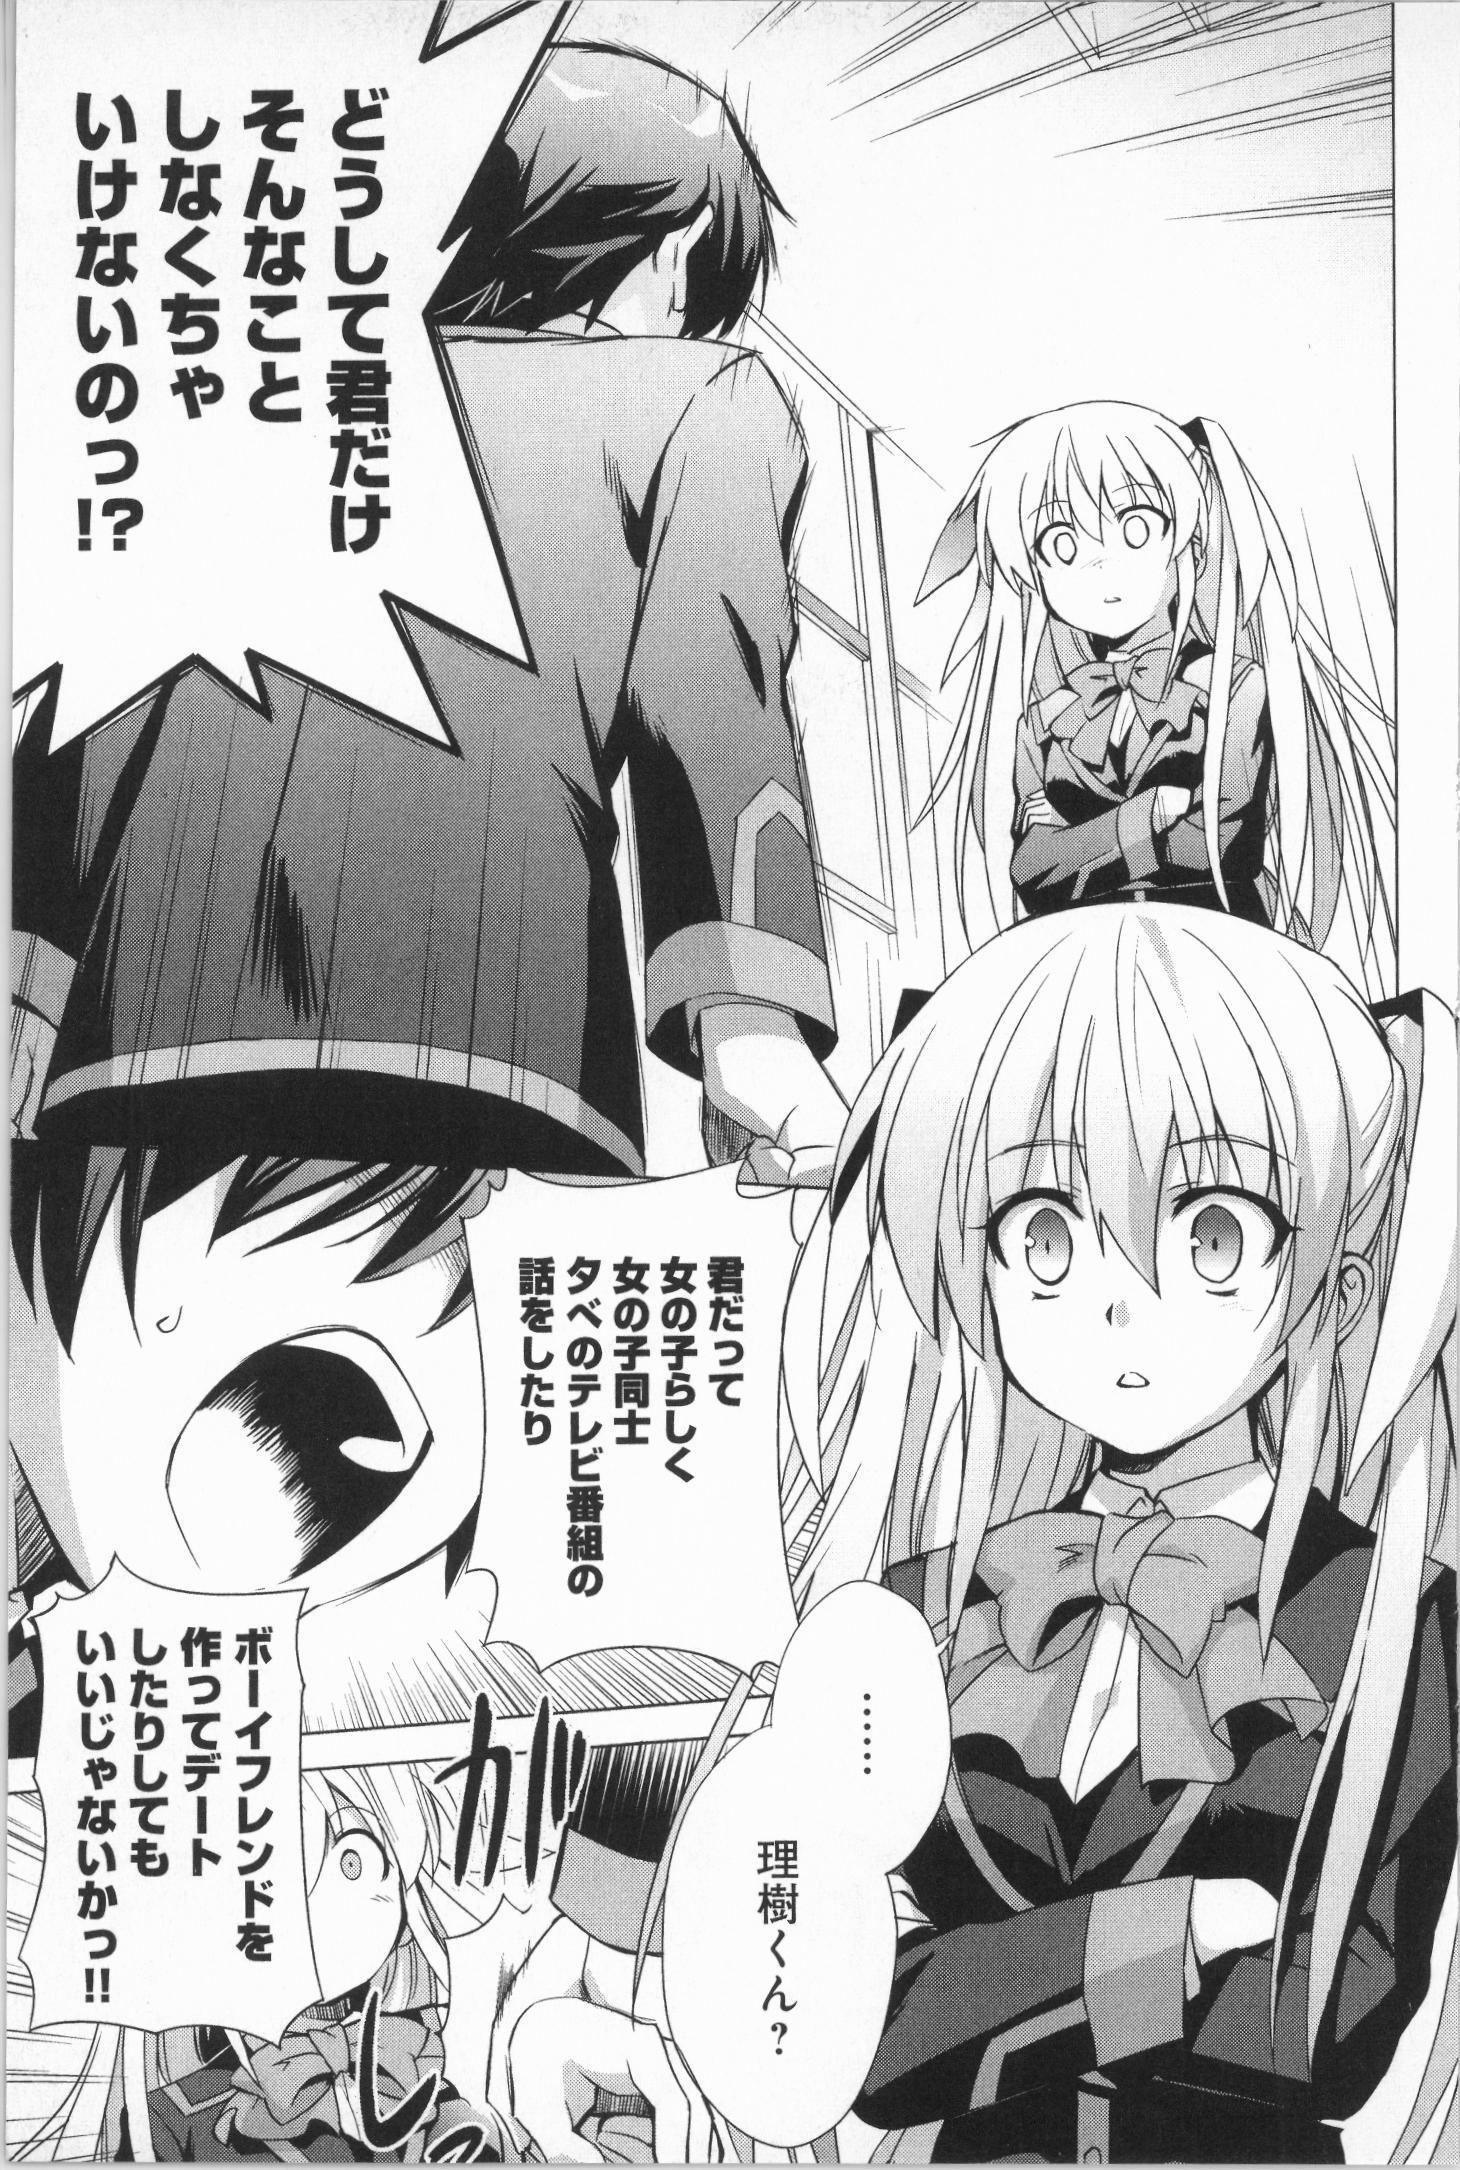 どうして君だけ
そんなこと
しなくちゃ
いけないのっ!?
……
理樹くん?
君だって
女の子らしく
女の子同士
夕べのテレビ番組の
話をしたり
ボーイフレンドを
作ってデート
したりしても
いいじゃないかっ!!
ガ
しっ